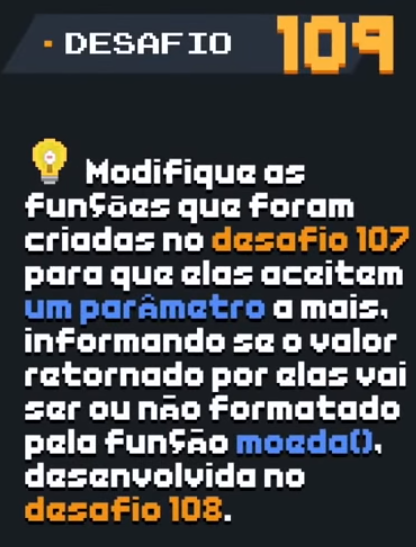 DESAFIO 109
Modifique as
funções que foram
criadas no desafio 107
para que elas aceitem
um parâmetro a mais,
informando se o valor
retornado por elas vai
ser ou não formatado
pela função moeda(),
desenvolvida no
desafio 108.